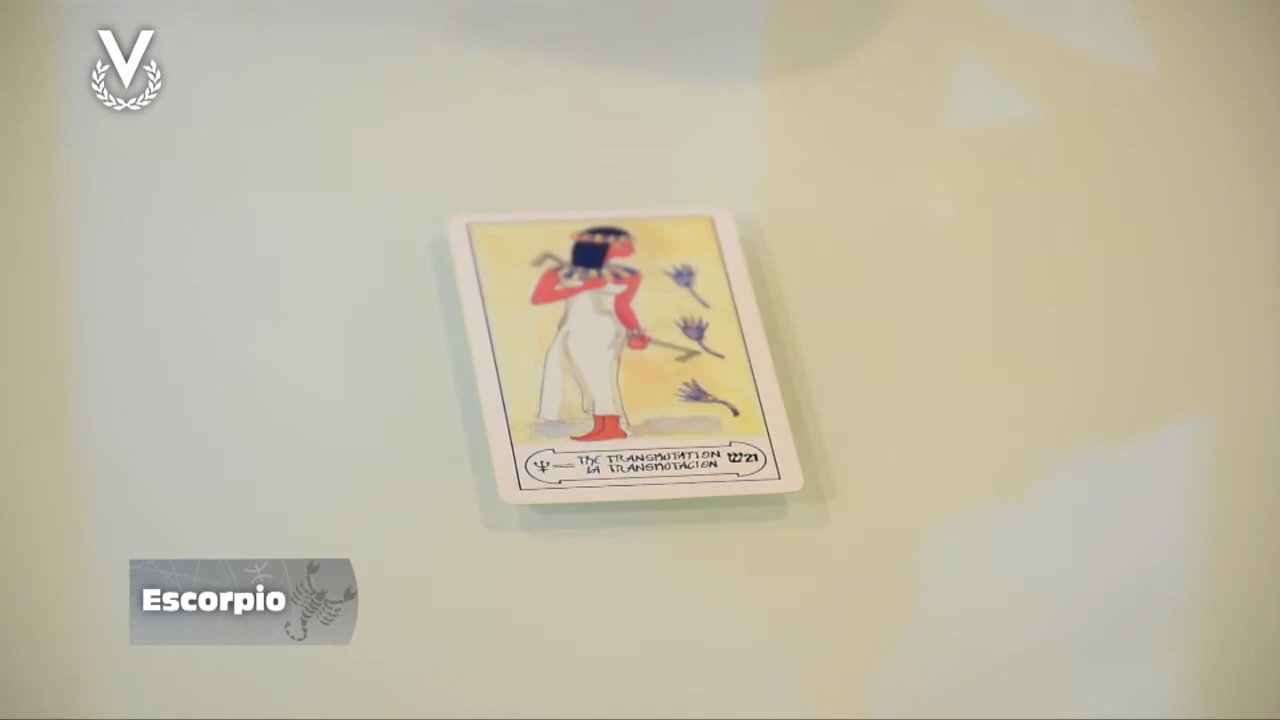 V
THE TRANSMUTATION
LA TRANSMUTACION
21
Escorpio